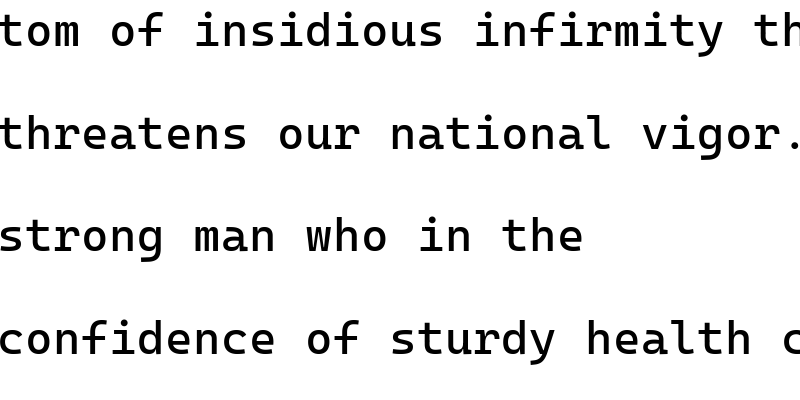 tom of insidious infirmity th
threatens our national vigor.
strong man who in the
confidence of sturdy health c